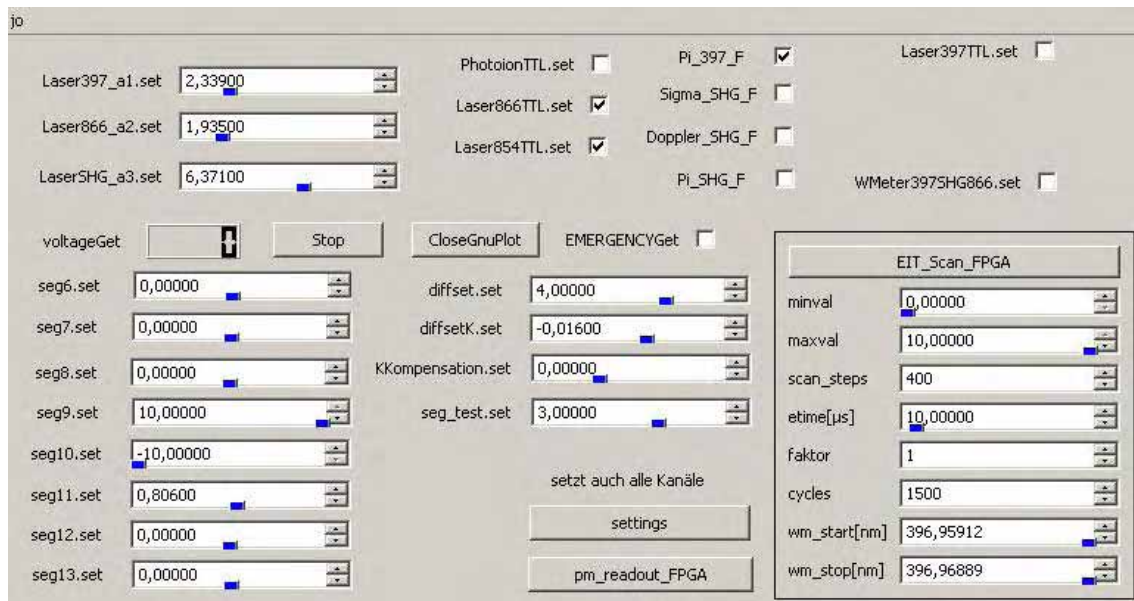 jo
Laser397_a1.set 2,33900
Laser866_a2.set 1,93500
LaserSHG_a3.set 6,37100
PhotoionTTL.set
Laser866TTL.set
Laser854TTL.set
Pi_397_F
Sigma_SHG_F
Doppler_SHG_F
Pi_SHG_F
Laser397TTL.set
WMeter397SHG866.set
voltageGet
Stop
CloseGnuPlot
EMERGENCYGet
seg6.set 0,00000
seg7.set 0,00000
seg8.set 0,00000
seg9.set 10,00000
seg10.set -10,00000
seg11.set 0,80600
seg12.set 0,00000
seg13.set 0,00000
diffset.set 4,00000
diffsetK.set -0,01600
KKompensation.set 0,00000
seg_test.set 3,00000
setzt auch alle Kanäle
settings
pm_readout_FPGA
EIT_Scan_FPGA
minval 0,00000
maxval 10,00000
scan_steps 400
etime[µs] 10,00000
faktor 1
cycles 1500
wm_start[nm] 396,95912
wm_stop[nm] 396,96889